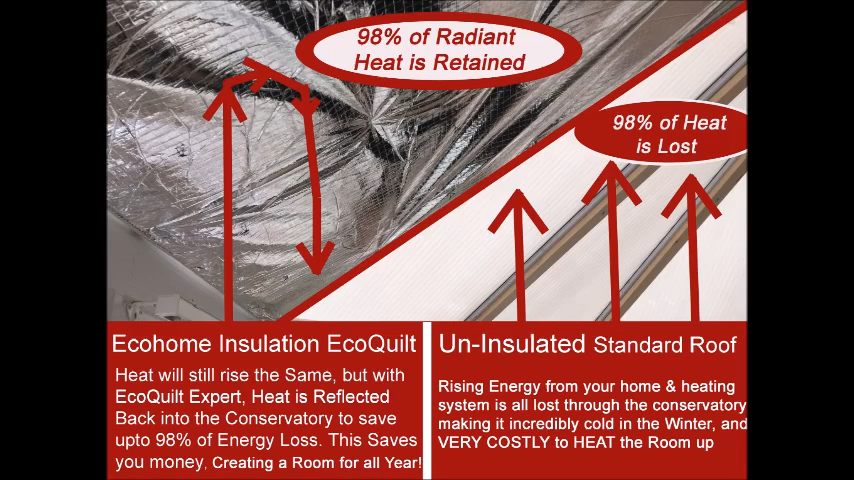 98% of Radiant
Heat is Retained
98% of Heat
is Lost
Ecohome Insulation EcoQuilt
Heat will still rise the Same, but with
EcoQuilt Expert, Heat is Reflected
Back into the Conservatory to save
upto 98% of Energy Loss. This Saves
you money, Creating a Room for all Year!
Un-Insulated Standard Roof
Rising Energy from your home & heating
system is all lost through the conservatory
making it incredibly cold in the Winter, and
VERY COSTLY to HEAT the Room up